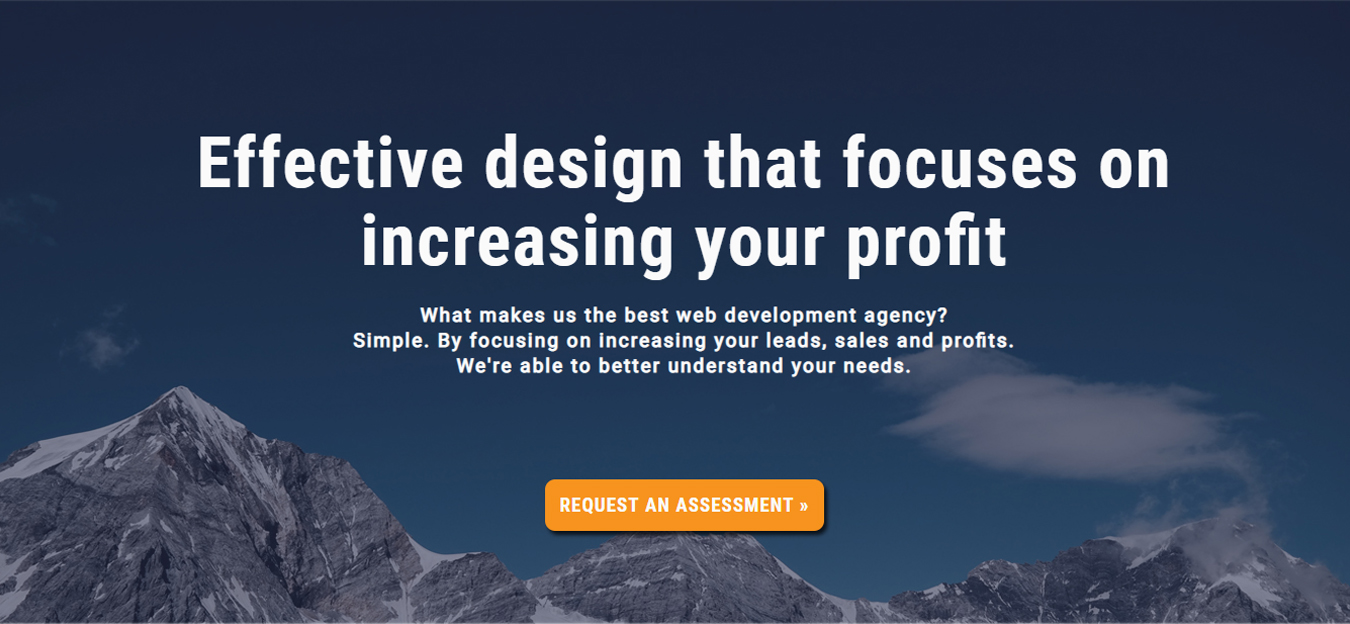 Effective design that focuses on
increasing your profit
What makes us the best web development agency?
Simple. By focusing on increasing your leads, sales and profits.
We're able to better understand your needs.
REQUEST AN ASSESSMENT »